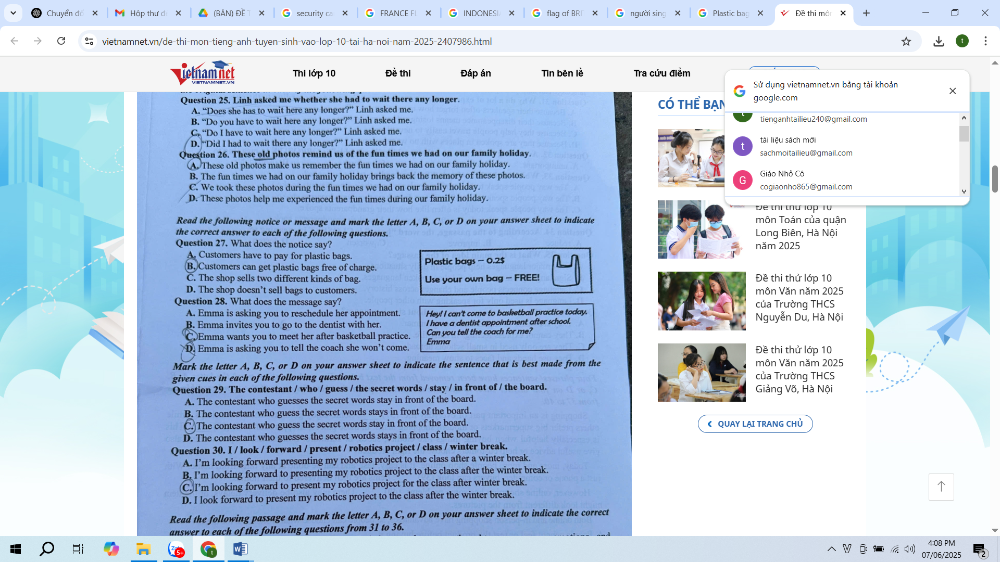 Chuyển đổ
Hộp thư đế
(BÁN) ĐỀ T
security ca
FRANCE FL
INDONESIA
flag of BRI
người sing
Plastic bag
Đề thi môn
vietnamnet.vn/de-thi-mon-tieng-anh-tuyen-sinh-vao-lop-10-tai-ha-noi-nam-2025-2407986.html
t
Vietnamnet
VIETNAMNET.VN
Thi lớp 10
Đề thi
Đáp án
Tin bên lề
Tra cứu điểm
Sử dụng vietnamnet.vn bằng tài khoản
google.com
tienganhtailieu240@gmail.com
t
tài liệu sách mới
sachmoitailieu@gmail.com
G
Giáo Nhỏ Cô
cogiaonho865@gmail.com
Question 25. Linh asked me whether she had to wait there any longer.
A. “Does she has to wait here any longer?” Linh asked me.
B. “Do you have to wait here any longer?” Linh asked me.
C. “Do I have to wait here any longer?” Linh asked me.
D. “Did I had to wait there any longer?” Linh asked me.
Question 26. These old photos remind us of the fun times we had on our family holiday.
A. These old photos make us remember the fun times we had on our family holiday.
B. The fun times we had on our family holiday brings back the memory of these photos.
C. We took these photos during the fun times we had on our family holiday.
D. These photos help me experienced the fun times during our family holiday.
Read the following notice or message and mark the letter A, B, C, or D on your answer sheet to indicate
the correct answer to each of the following questions.
Question 27. What does the notice say?
A. Customers have to pay for plastic bags.
B. Customers can get plastic bags free of charge.
C. The shop sells two different kinds of bag.
D. The shop doesn’t sell bags to customers.
Plastic bags – 0.2$
Use your own bag – FREE!
Question 28. What does the message say?
A. Emma is asking you to reschedule her appointment.
B. Emma invites you to go to the dentist with her.
C. Emma wants you to meet her after basketball practice.
D. Emma is asking you to tell the coach she won’t come.
Hey! I can’t come to basketball practice today.
I have a dentist appointment after school.
Can you tell the coach for me?
Emma
Mark the letter A, B, C, or D on your answer sheet to indicate the sentence that is best made from the
given cues in each of the following questions.
Question 29. The contestant / who / guess / the secret words / stay / in front of / the board.
A. The contestant who guesses the secret words stay in front of the board.
B. The contestant who guess the secret words stays in front of the board.
C. The contestant who guess the secret words stay in front of the board.
D. The contestant who guesses the secret words stays in front of the board.
Question 30. I / look / forward / present / robotics project / class / winter break.
A. I’m looking forward presenting my robotics project to the class after a winter break.
B. I’m looking forward to presenting my robotics project to the class after the winter break.
C. I’m looking forward to present my robotics project for the class after winter break.
D. I look forward to present my robotics project to the class after the winter break.
Read the following passage and mark the letter A, B, C, or D on your answer sheet to indicate the correct
answer to each of the following questions from 31 to 36.
CÓ THỂ BẠN
Đề thi thử lớp 10
môn Toán của quận
Long Biên, Hà Nội
năm 2025
Đề thi thử lớp 10
môn Văn năm 2025
của Trường THCS
Nguyễn Du, Hà Nội
Đề thi thử lớp 10
môn Văn năm 2025
của Trường THCS
Giảng Võ, Hà Nội
QUAY LẠI TRANG CHỦ
5+
t
4:08 PM
07/06/2025
2